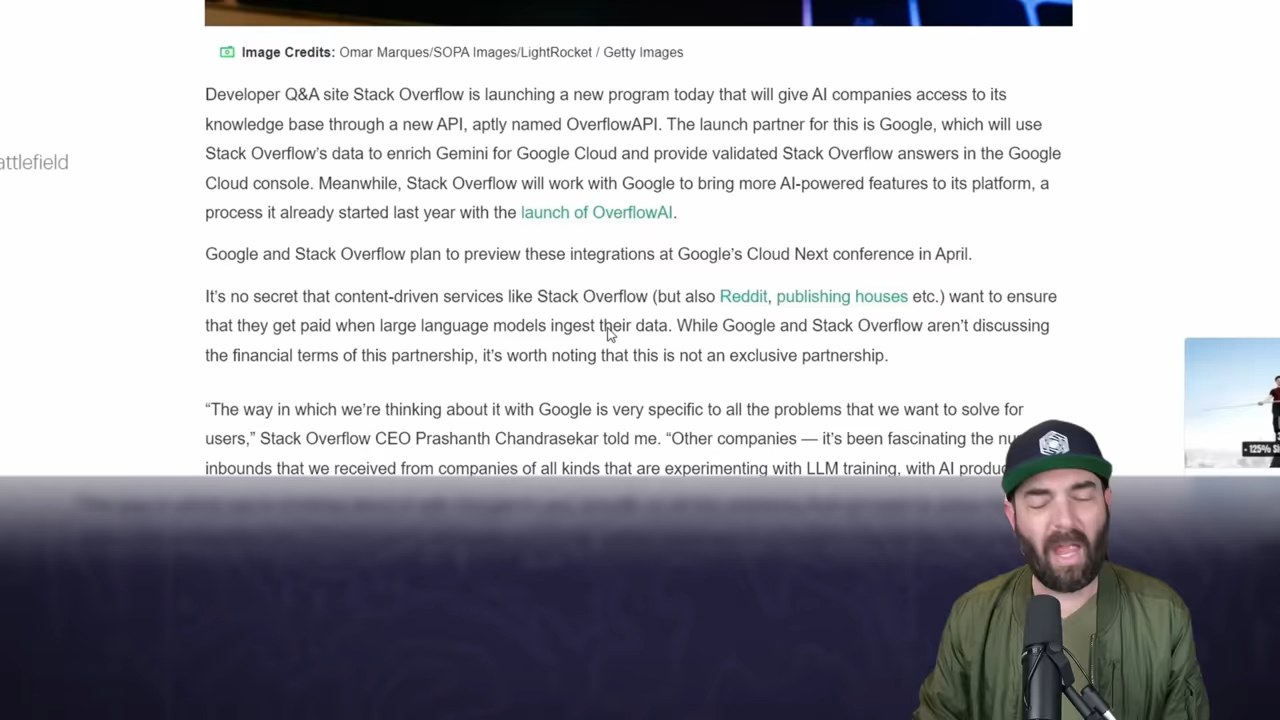 Image Credits: Omar Marques/SOPA Images/LightRocket / Getty Images
Developer Q&A site Stack Overflow is launching a new program today that will give AI companies access to its
knowledge base through a new API, aptly named OverflowAPI. The launch partner for this is Google, which will use
attlefield
Stack Overflow’s data to enrich Gemini for Google Cloud and provide validated Stack Overflow answers in the Google
Cloud console. Meanwhile, Stack Overflow will work with Google to bring more AI-powered features to its platform, a
process it already started last year with the launch of OverflowAI.
Google and Stack Overflow plan to preview these integrations at Google’s Cloud Next conference in April.
It’s no secret that content-driven services like Stack Overflow (but also Reddit, publishing houses etc.) want to ensure
that they get paid when large language models ingest their data. While Google and Stack Overflow aren’t discussing
the financial terms of this partnership, it’s worth noting that this is not an exclusive partnership.
“The way in which we’re thinking about it with Google is very specific to all the problems that we want to solve for
users,” Stack Overflow CEO Prashanth Chandrasekar told me. “Other companies — it’s been fascinating the
inbounds that we received from companies of all kinds that are experimenting with LLM training, with AI
- 125%